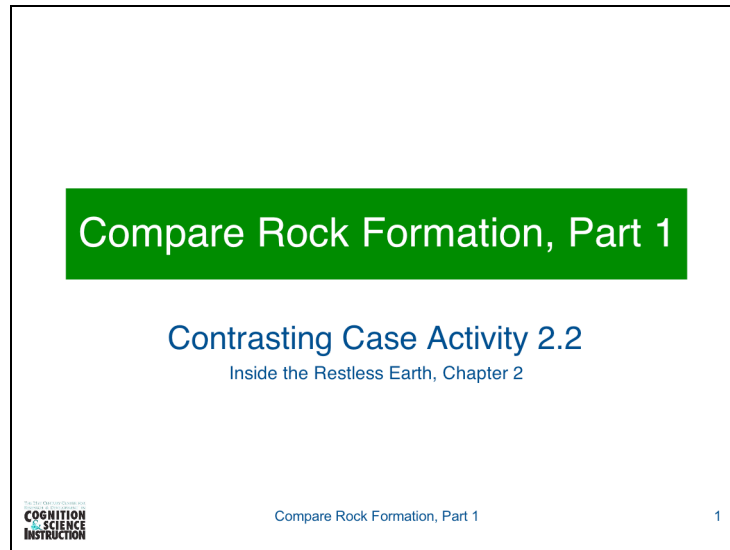 Compare Rock Formation, Part 1
Contrasting Case Activity 2.2
Inside the Restless Earth, Chapter 2
COGNITION
& SCIENCE
INSTRUCTION
Compare Rock Formation, Part 1
1